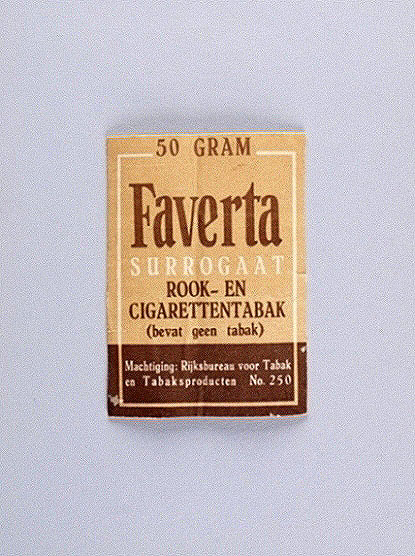 50 GRAM
Faverta
SURROGAAT
ROOK- EN
CIGARETTENTABAK
(bevat geen tabak)
Machtiging: Rijksbureau voor Tabak
en Tabaksproducten No. 250